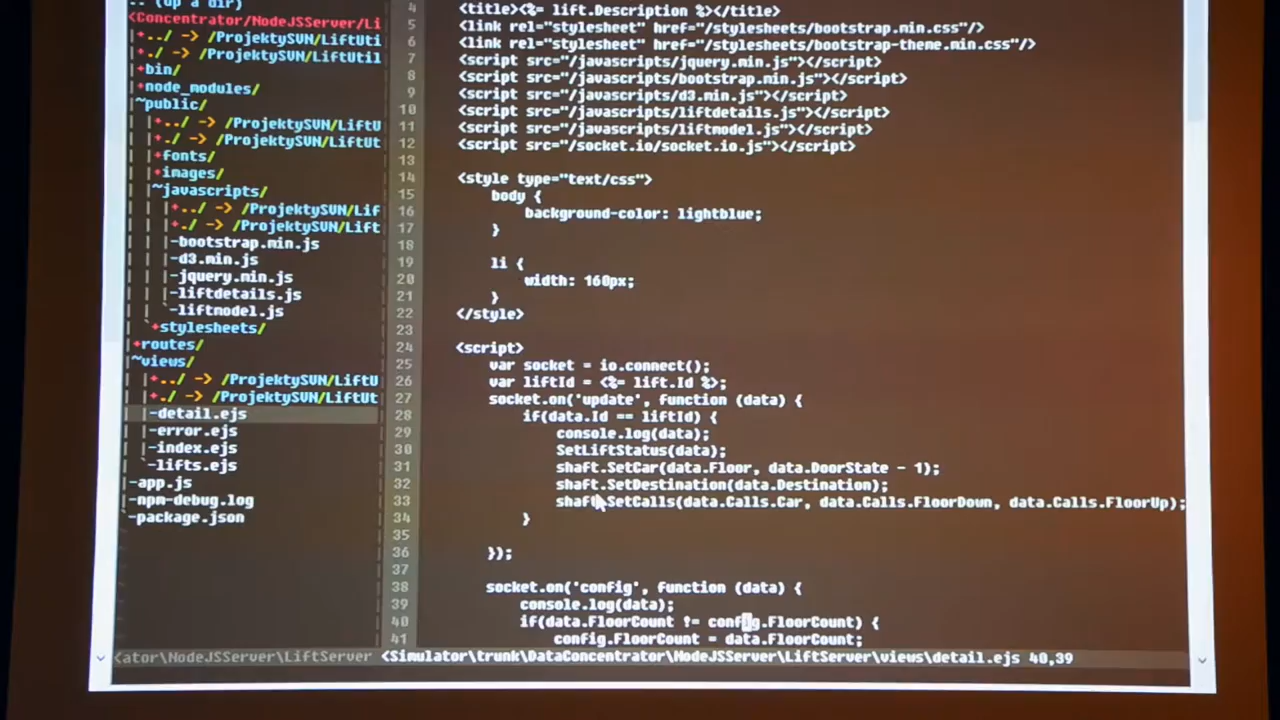 .. (up a dir)
<Concentrator/NodeJSServer/Li
|+../ -> /ProjektySVN/LiftUti
|+./ -> /ProjektySVN/LiftUtil
|+bin/
|+node_modules/
|~public/
| |+../ -> /ProjektySVN/LiftU
| |+./ -> /ProjektySVN/LiftUt
| |+fonts/
| |+images/
| |~javascripts/
| | |+../ -> /ProjektySVN/Lif
| | |+./ -> /ProjektySVN/Lift
| | |-bootstrap.min.js
| | |-d3.min.js
| | |-jquery.min.js
| | |-liftdetails.js
| | `-liftmodel.js
| `+stylesheets/
|+routes/
|~views/
| |+../ -> /ProjektySVN/LiftU
| |+./ -> /ProjektySVN/LiftUt
| |-detail.ejs
| |-error.ejs
| |-index.ejs
| `-lifts.ejs
|-app.js
|-npm-debug.log
`-package.json
4 <title><%= lift.Description %></title>
5 <link rel="stylesheet" href="/stylesheets/bootstrap.min.css"/>
6 <link rel="stylesheet" href="/stylesheets/bootstrap-theme.min.css"/>
7 <script src="/javascripts/jquery.min.js"></script>
8 <script src="/javascripts/bootstrap.min.js"></script>
9 <script src="/javascripts/d3.min.js"></script>
10 <script src="/javascripts/liftdetails.js"></script>
11 <script src="/javascripts/liftmodel.js"></script>
12 <script src="/socket.io/socket.io.js"></script>
13
14 <style type="text/css">
15 body {
16 background-color: lightblue;
17 }
18
19 li {
20 width: 160px;
21 }
22 </style>
23
24 <script>
25 var socket = io.connect();
26 var liftId = <%= lift.Id %>;
27 socket.on('update', function (data) {
28 if(data.Id == liftId) {
29 console.log(data);
30 SetLiftStatus(data);
31 shaft.SetCar(data.Floor, data.DoorState - 1);
32 shaft.SetDestination(data.Destination);
33 shaft.SetCalls(data.Calls.Car, data.Calls.FloorDown, data.Calls.FloorUp);
34 }
35
36 });
37
38 socket.on('config', function (data) {
39 console.log(data);
40 if(data.FloorCount != config.FloorCount) {
41 config.FloorCount = data.FloorCount;
<ator\NodeJSServer\LiftServer <Simulator\trunk\DataConcentrator\NodeJSServer\LiftServer\views\detail.ejs 40,39